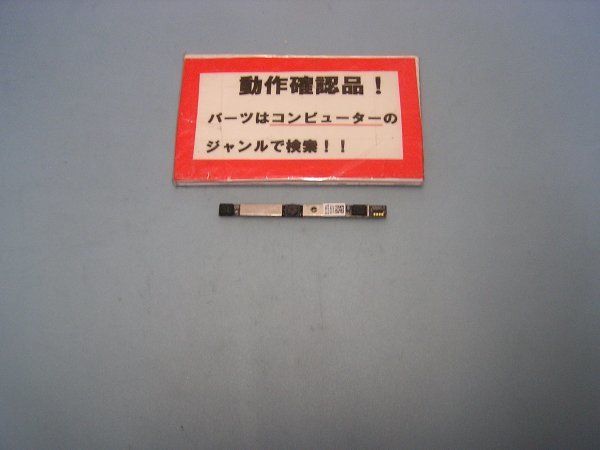 動作確認品！
パーツはコンピューターの
ジャンルで検索！！